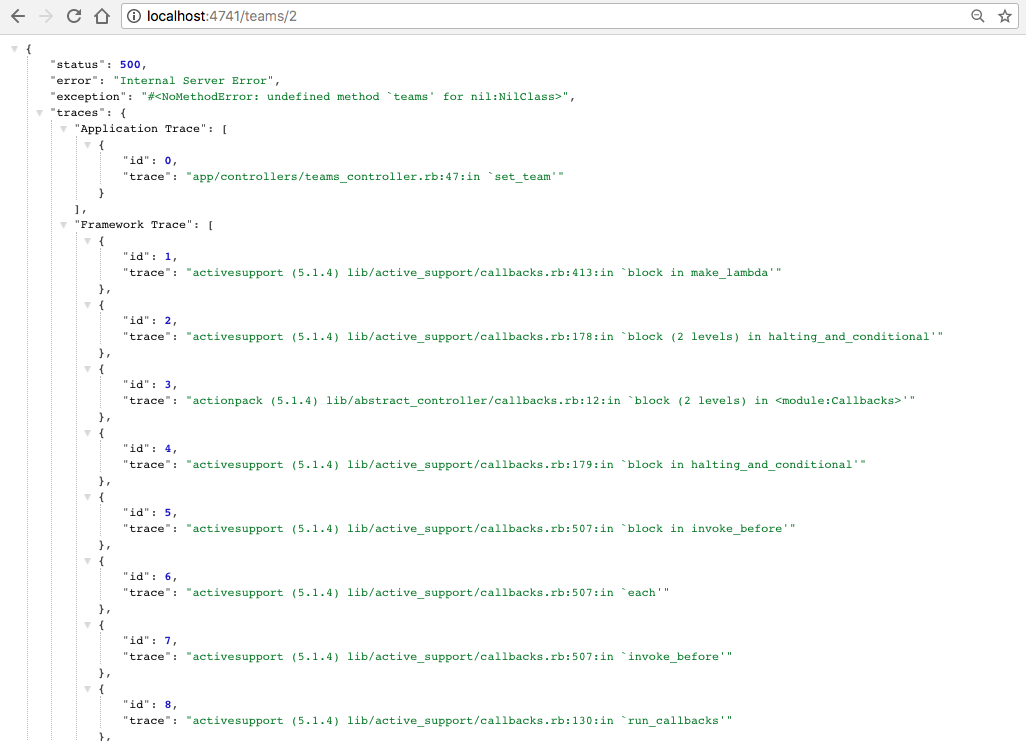 localhost:4741/teams/2
{
"status": 500,
"error": "Internal Server Error",
"exception": "#<NoMethodError: undefined method `teams' for nil:NilClass>",
"traces": {
"Application Trace": [
{
"id": 0,
"trace": "app/controllers/teams_controller.rb:47:in `set_team'"
}
],
"Framework Trace": [
{
"id": 1,
"trace": "activesupport (5.1.4) lib/active_support/callbacks.rb:413:in `block in make_lambda'"
},
{
"id": 2,
"trace": "activesupport (5.1.4) lib/active_support/callbacks.rb:178:in `block (2 levels) in halting_and_conditional'"
},
{
"id": 3,
"trace": "actionpack (5.1.4) lib/abstract_controller/callbacks.rb:12:in `block (2 levels) in <module:Callbacks>'"
},
{
"id": 4,
"trace": "activesupport (5.1.4) lib/active_support/callbacks.rb:179:in `block in halting_and_conditional'"
},
{
"id": 5,
"trace": "activesupport (5.1.4) lib/active_support/callbacks.rb:507:in `block in invoke_before'"
},
{
"id": 6,
"trace": "activesupport (5.1.4) lib/active_support/callbacks.rb:507:in `each'"
},
{
"id": 7,
"trace": "activesupport (5.1.4) lib/active_support/callbacks.rb:507:in `invoke_before'"
},
{
"id": 8,
"trace": "activesupport (5.1.4) lib/active_support/callbacks.rb:130:in `run_callbacks'"
},